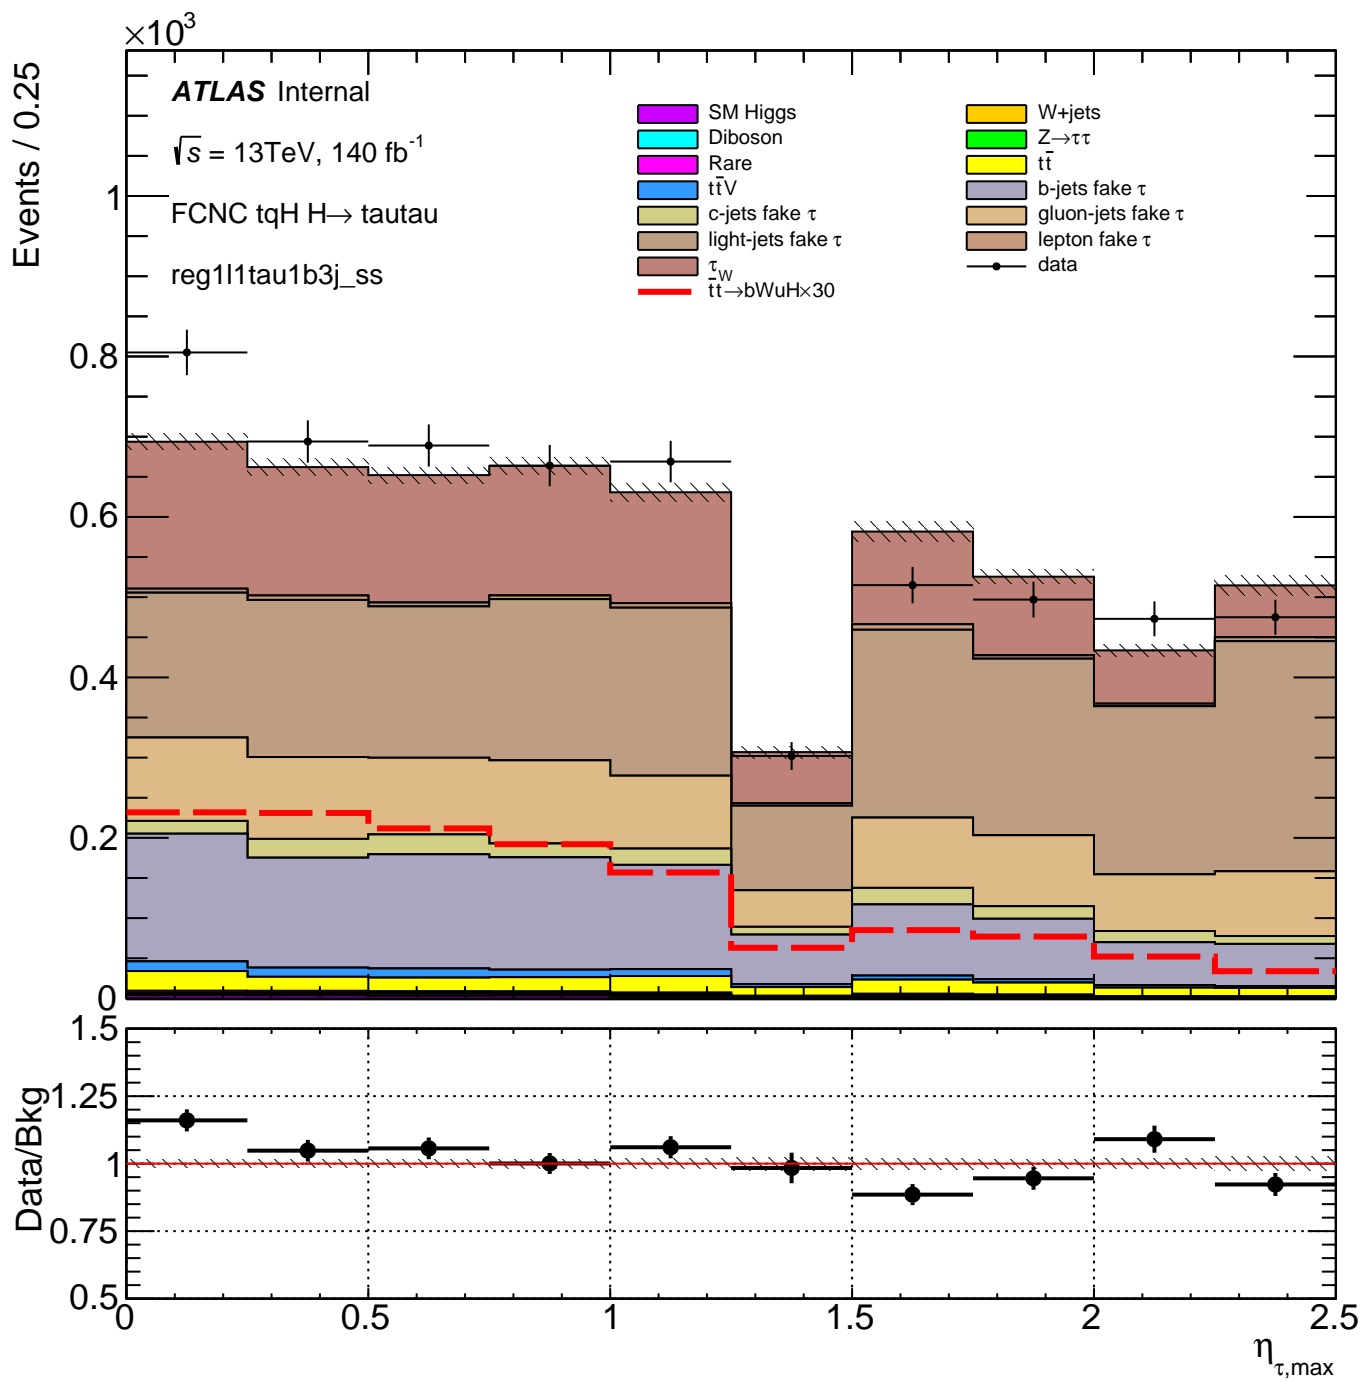 ×10³
Events / 0.25
ATLAS Internal
√s = 13TeV, 140 fb⁻¹
FCNC tqH H→ tautau
reg1l1tau1b3j_ss
SM Higgs
Diboson
Rare
tt̄V
c-jets fake τ
light-jets fake τ
τ_W
t̄t→bWuH×30
W+jets
Z→ττ
tt̄
b-jets fake τ
gluon-jets fake τ
lepton fake τ
data
1
0.8
0.6
0.4
0.2
0
Data/Bkg
1.5
1.25
1
0.75
0.5
0 0.5 1 1.5 2 2.5
η_τ,max